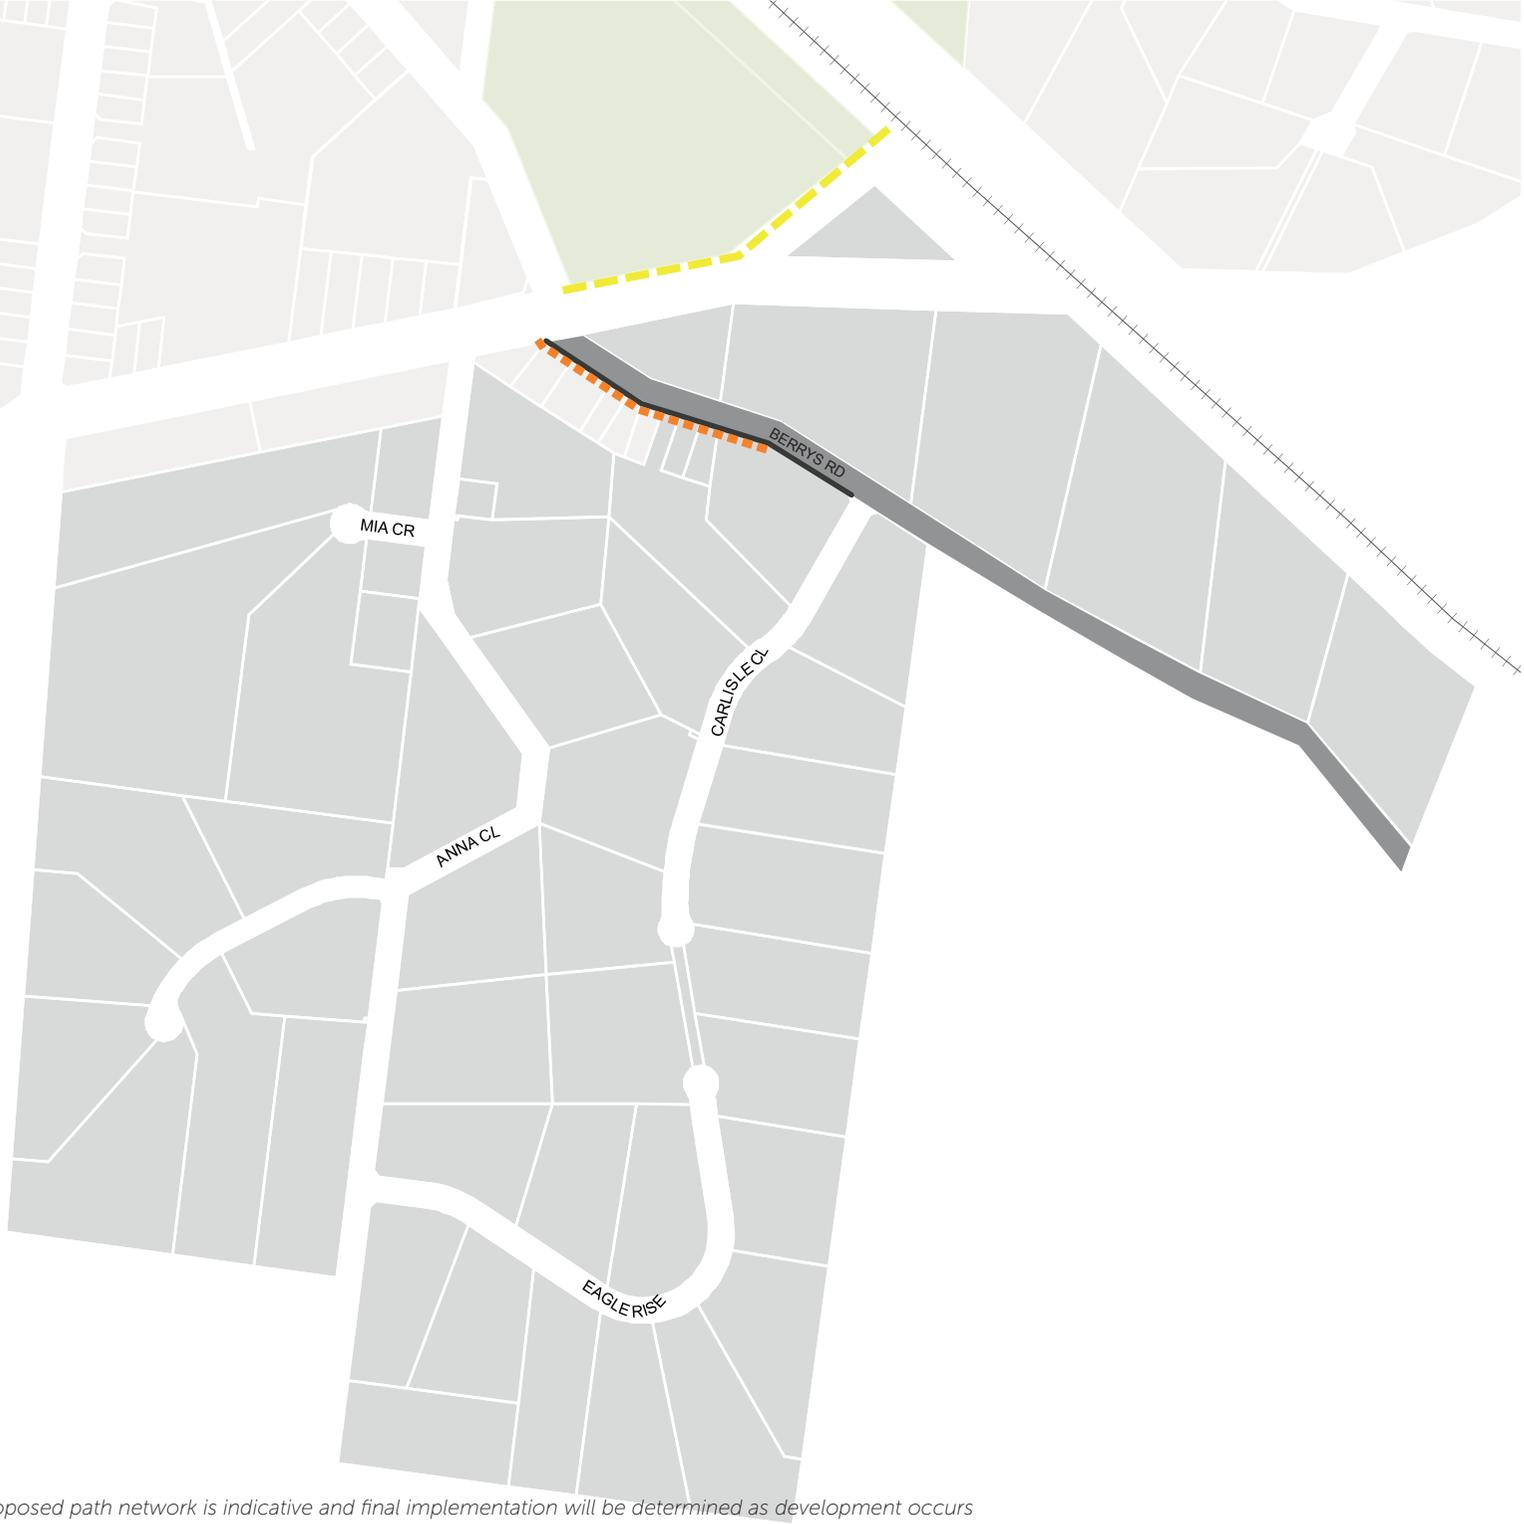 BERRYS RD
MIA CR
CARLISLE CL
ANNA CL
EAGLE RISE
oposed path network is indicative and final implementation will be determined as development occurs